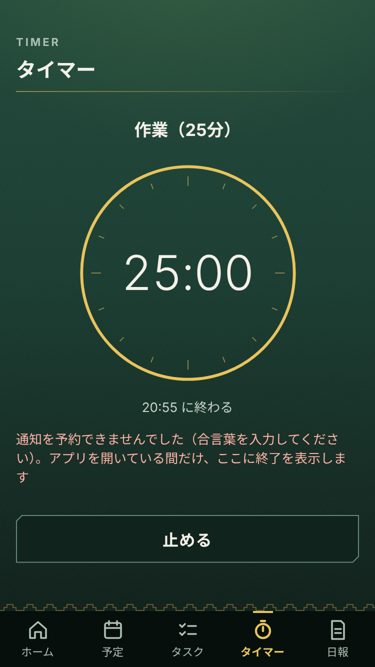 TIMER
タイマー
作業（25分）
25:00
20:55 に終わる
通知を予約できませんでした（合言葉を入力してくださ
い）。アプリを開いている間だけ、ここに終了を表示しま
す
止める
ホーム
予定
タスク
タイマー
日報